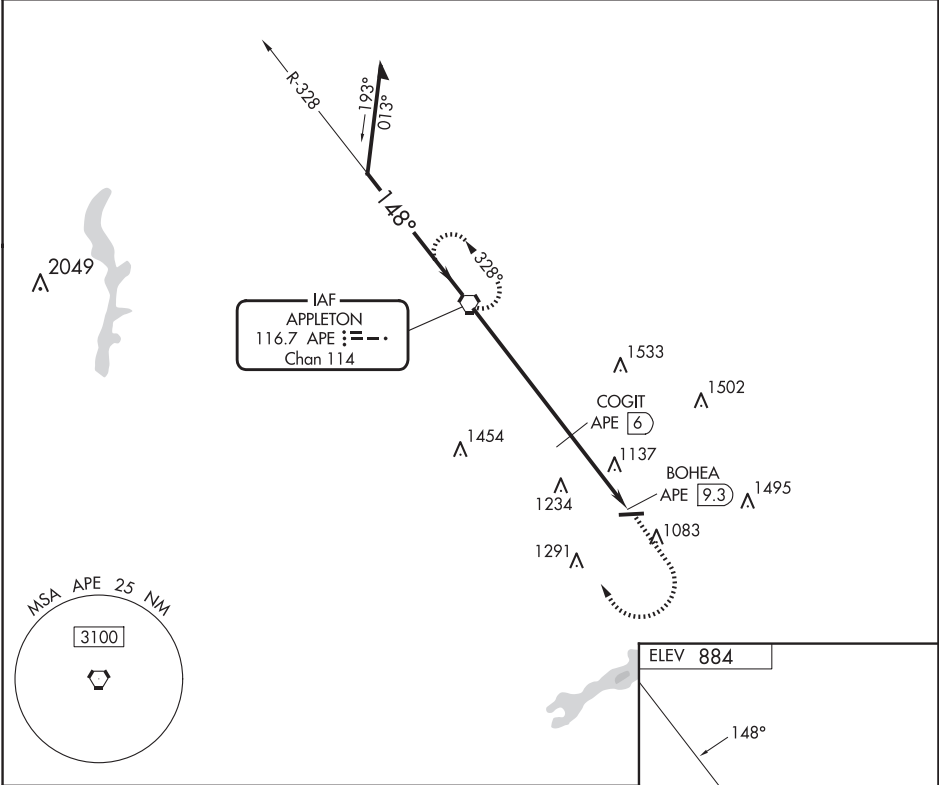 R-328
193°
013°
148°
328°
2049
IAF
APPLETON
116.7 APE
Chan 114
1533
1502
COGIT
APE 6
1454
1137
BOHEA
APE 9.3
1495
1234
1083
1291
MSA APE 25 NM
3100
ELEV 884
148°